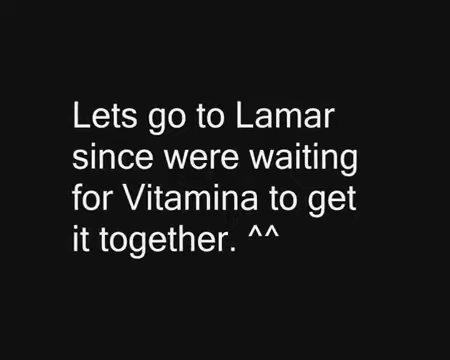 Lets go to Lamar
since were waiting
for Vitamina to get
it together. ^^